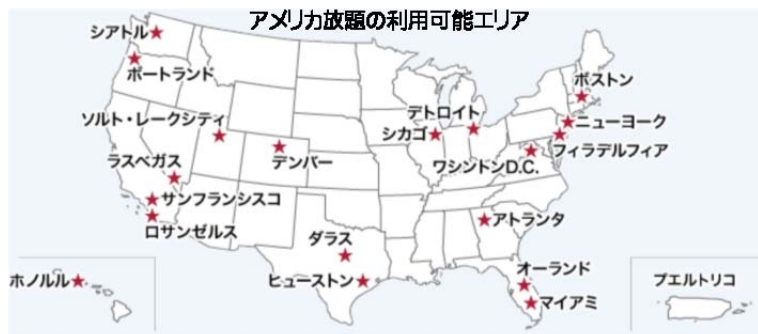 アメリカ放題の利用可能エリア
シアトル
ポートランド
ボストン
デトロイト
ソルト・レークシティ
シカゴ
ニューヨーク
フィラデルフィア
ラスベガス
デンバー
ワシントンD.C.
サンフランシスコ
ロサンゼルス
アトランタ
ダラス
オーランド
ヒューストン
ホノルル
プエルトリコ
マイアミ